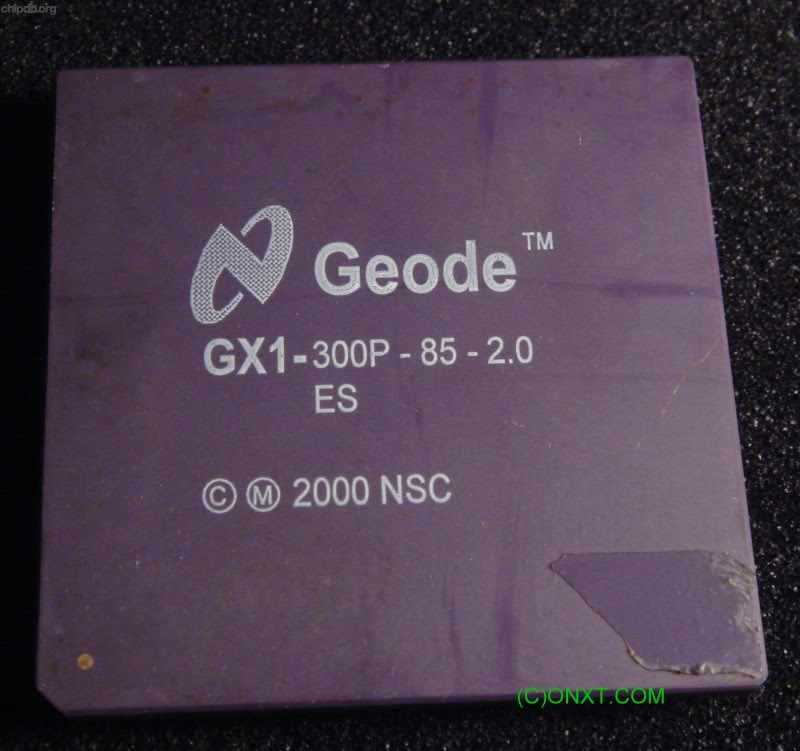 chipdb.org
Geode™
GX1-300P - 85 - 2.0
ES
© Ⓜ 2000 NSC
(C)ONXT.COM